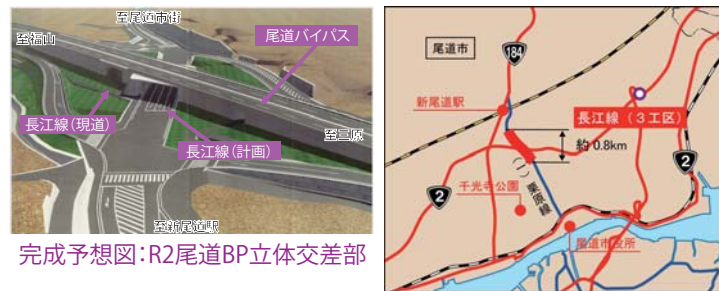 至尾道市街
至福山
尾道バイパス
長江線（現道）
至三原
長江線（計画）
至新尾道駅
完成予想図：R2尾道BP立体交差部
尾道市
184
新尾道駅
長江線（3工区）
約0.8km
2
(一)栗原線
千光寺公園
2
尾道市役所